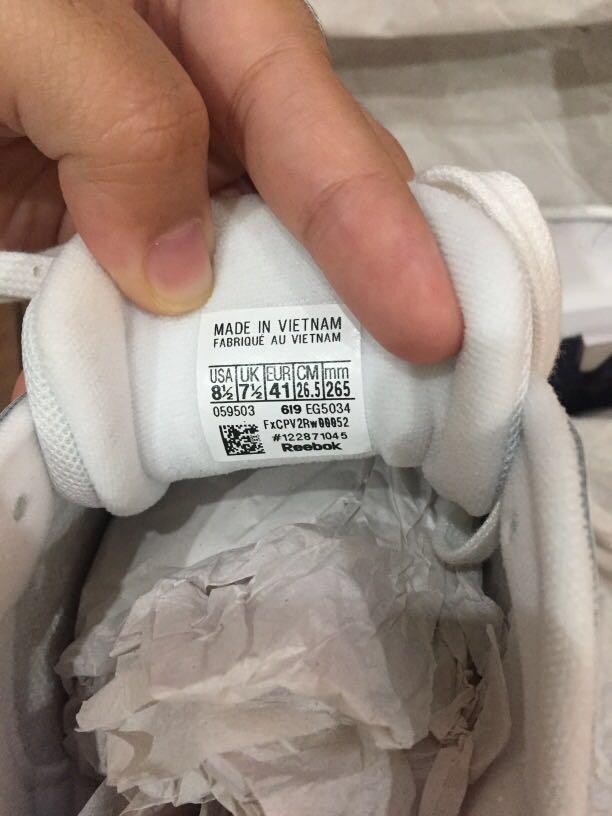 MADE IN VIETNAM
FABRIQUÉ AU VIETNAM
USA UK EUR CM mm
8½ 7½ 41 26.5 265
059503 619 EG5034
FxCPV2Rw00052
#122871045
Reebok